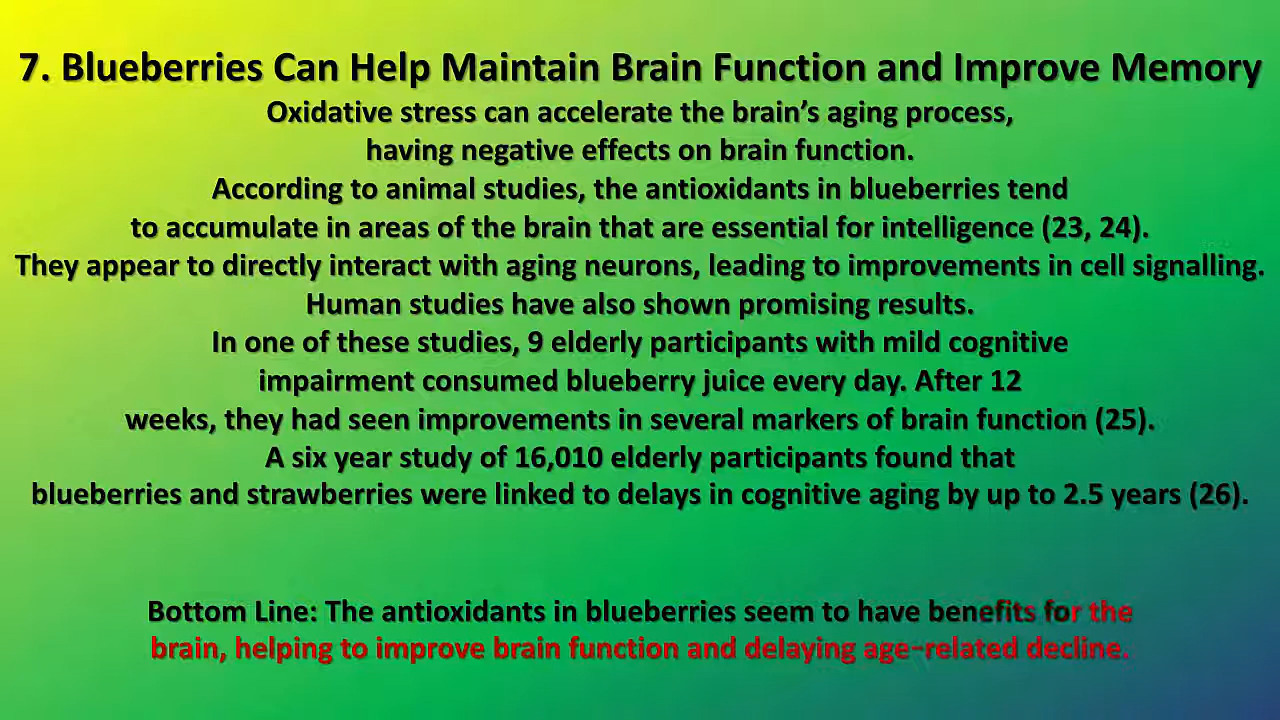 7. Blueberries Can Help Maintain Brain Function and Improve Memory
Oxidative stress can accelerate the brain’s aging process,
having negative effects on brain function.
According to animal studies, the antioxidants in blueberries tend
to accumulate in areas of the brain that are essential for intelligence (23, 24).
They appear to directly interact with aging neurons, leading to improvements in cell signalling.
Human studies have also shown promising results.
In one of these studies, 9 elderly participants with mild cognitive
impairment consumed blueberry juice every day. After 12
weeks, they had seen improvements in several markers of brain function (25).
A six year study of 16,010 elderly participants found that
blueberries and strawberries were linked to delays in cognitive aging by up to 2.5 years (26).
Bottom Line: The antioxidants in blueberries seem to have benefits for the
brain, helping to improve brain function and delaying age-related decline.